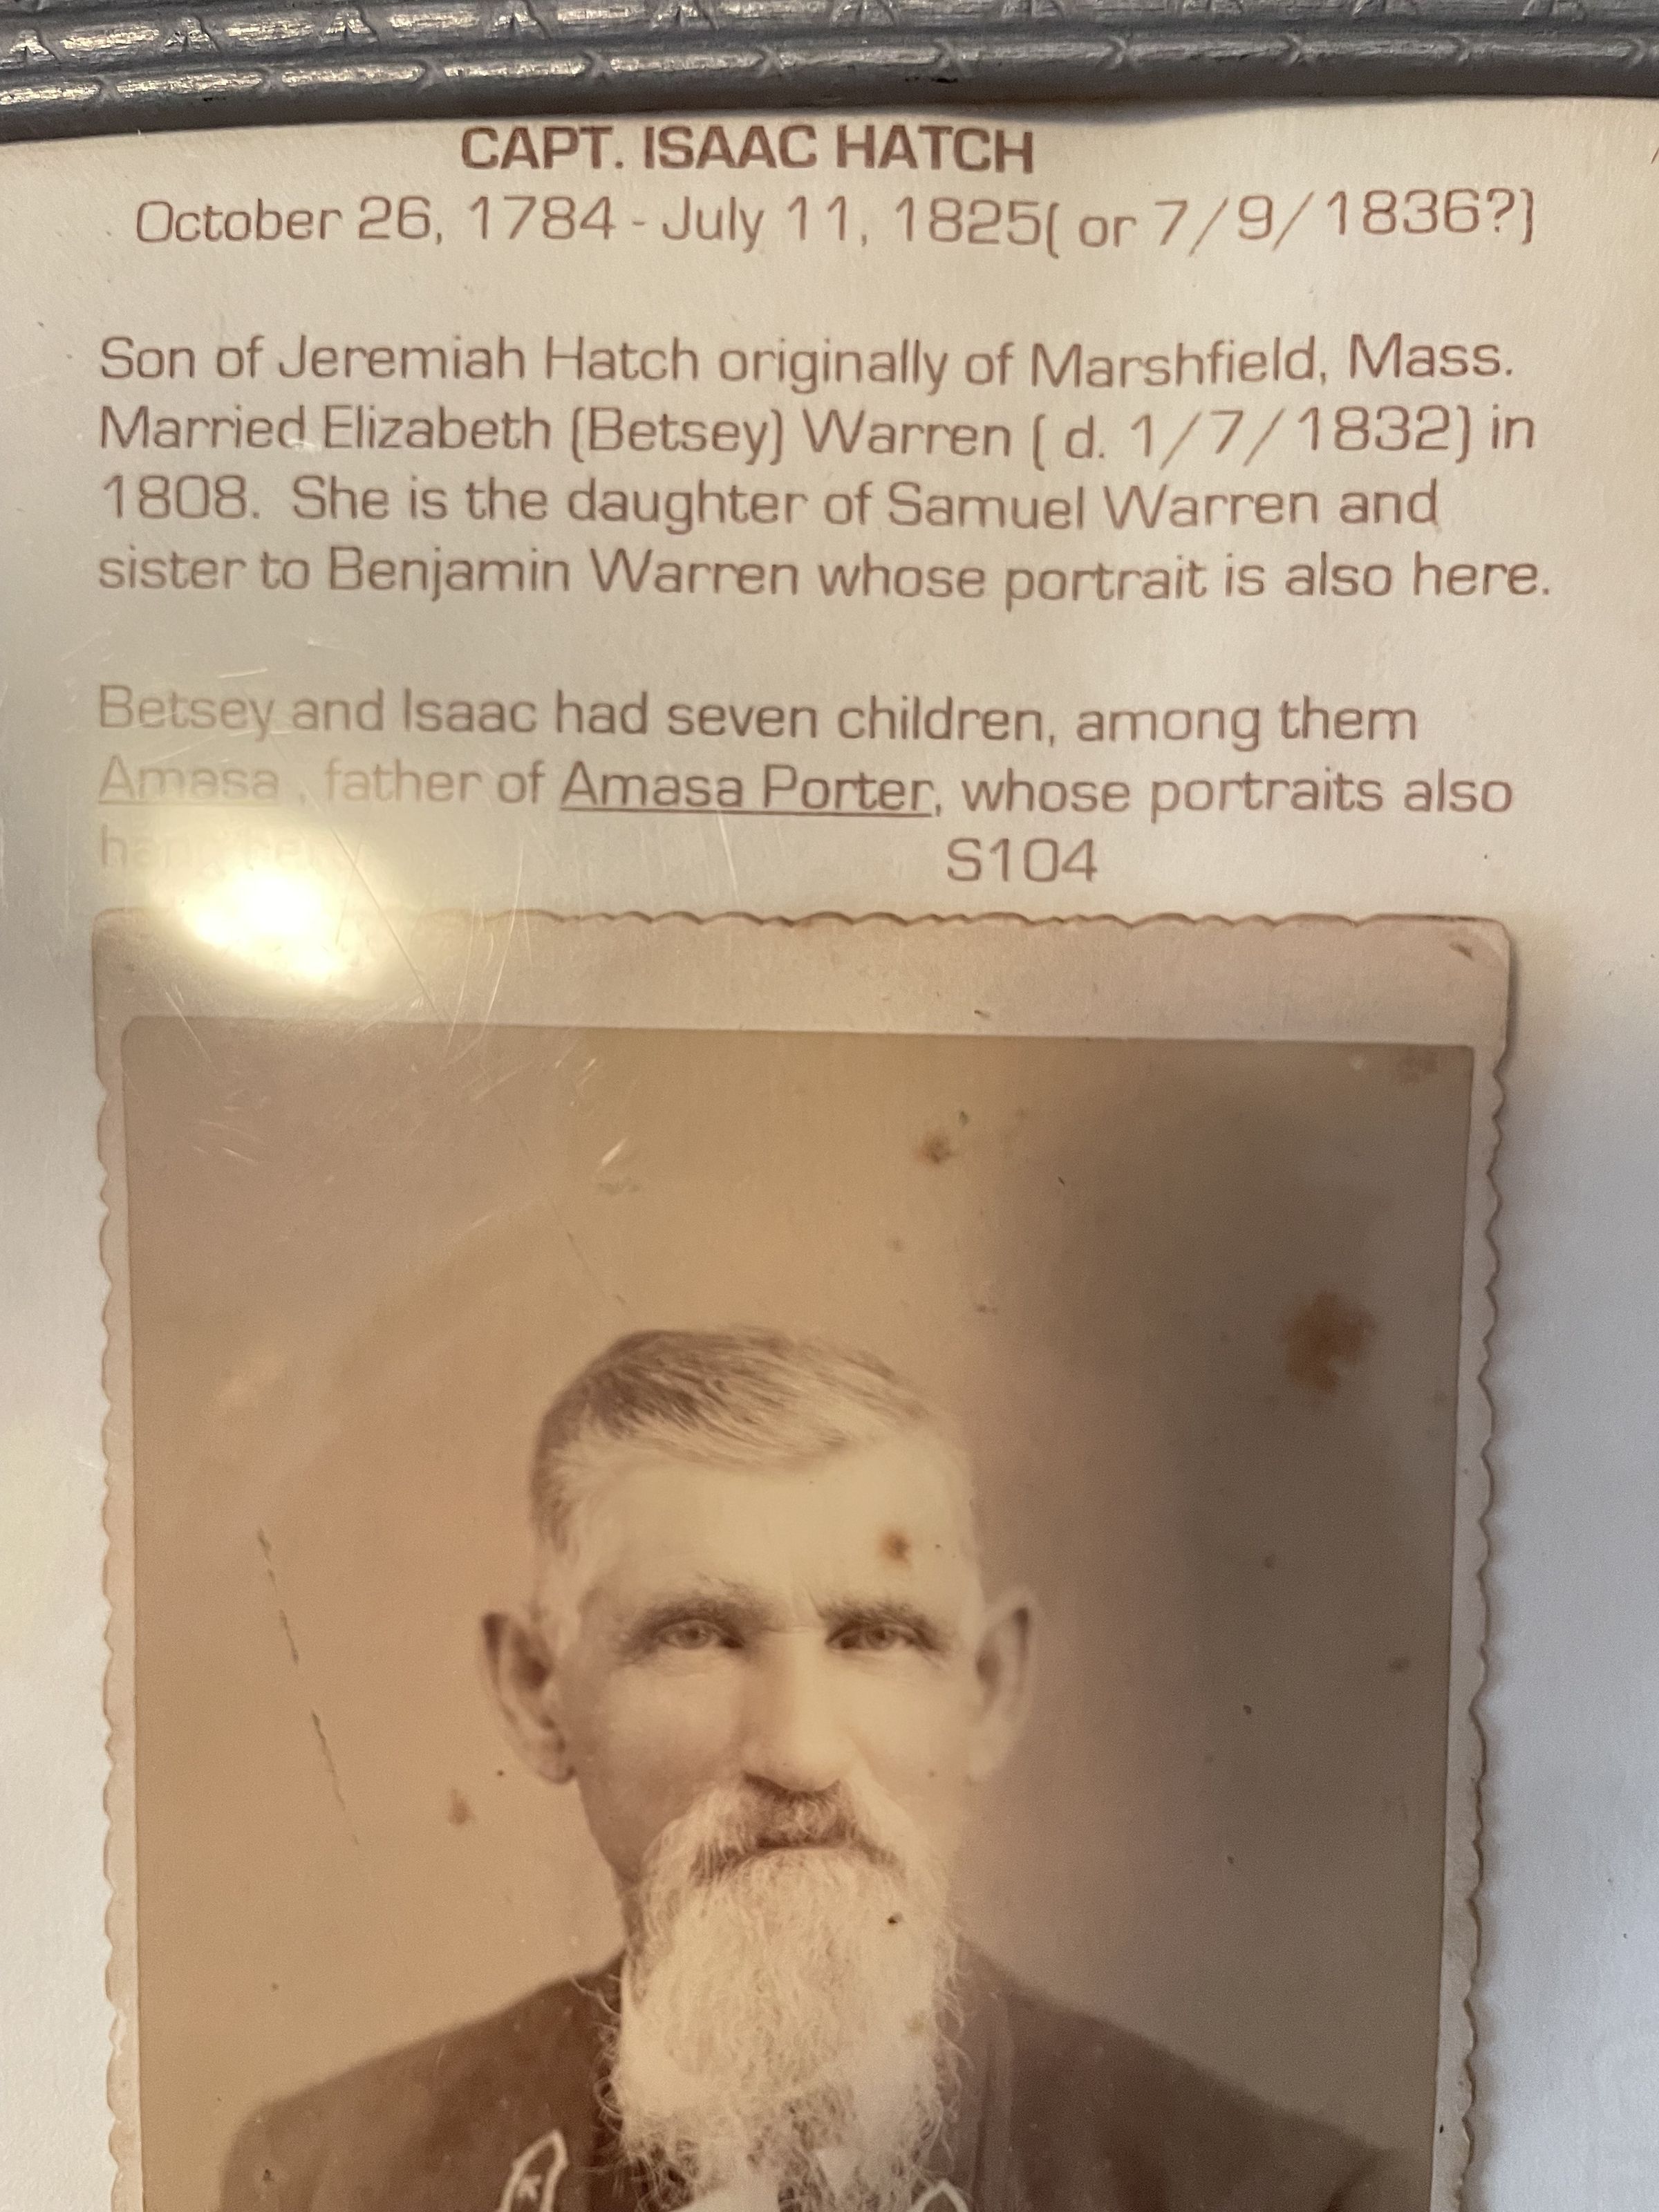 CAPT. ISAAC HATCH
October 26, 1784 - July 11, 1825( or 7/9/1836?)
Son of Jeremiah Hatch originally of Marshfield, Mass.
Married Elizabeth (Betsey) Warren ( d. 1/7/1832) in
1808. She is the daughter of Samuel Warren and
sister to Benjamin Warren whose portrait is also here.
Betsey and Isaac had seven children, among them
Amasa , father of Amasa Porter, whose portraits also
S104